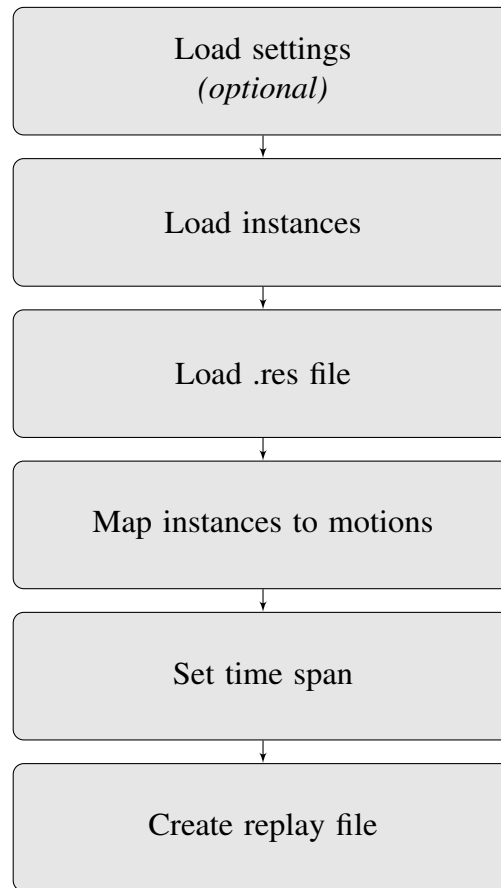 Load settings
(optional)
Load instances
Load .res file
Map instances to motions
Set time span
Create replay file